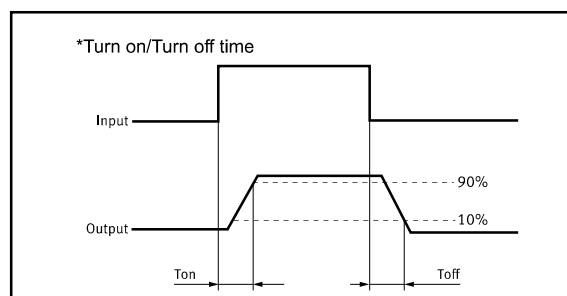 *Turn on/Turn off time
Input
90%
10%
Output
Ton
Toff